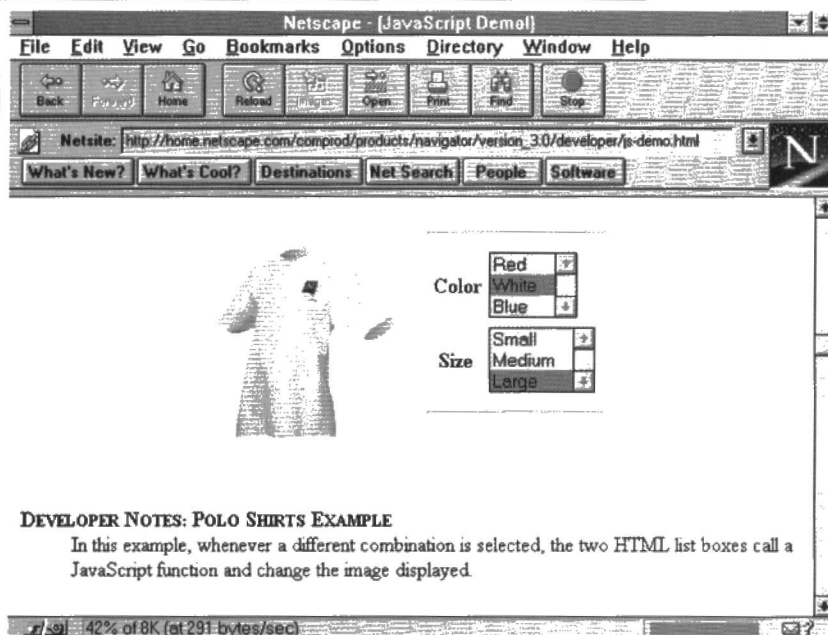 Netscape - [JavaScript Demo!]
File Edit View Go Bookmarks Options Directory Window Help
Back Forward Home Reload Images Open Print Find Stop
Netsite: http://home.netscape.com/comprod/products/navigator/version_3.0/developer/js-demo.html
N
What's New? What's Cool? Destinations Net Search People Software
Color
Red
White
Blue
Size
Small
Medium
Large
DEVELOPER NOTES: POLO SHIRTS EXAMPLE
In this example, whenever a different combination is selected, the two HTML list boxes call a
JavaScript function and change the image displayed.
42% of 8K (at 291 bytes/sec)
?